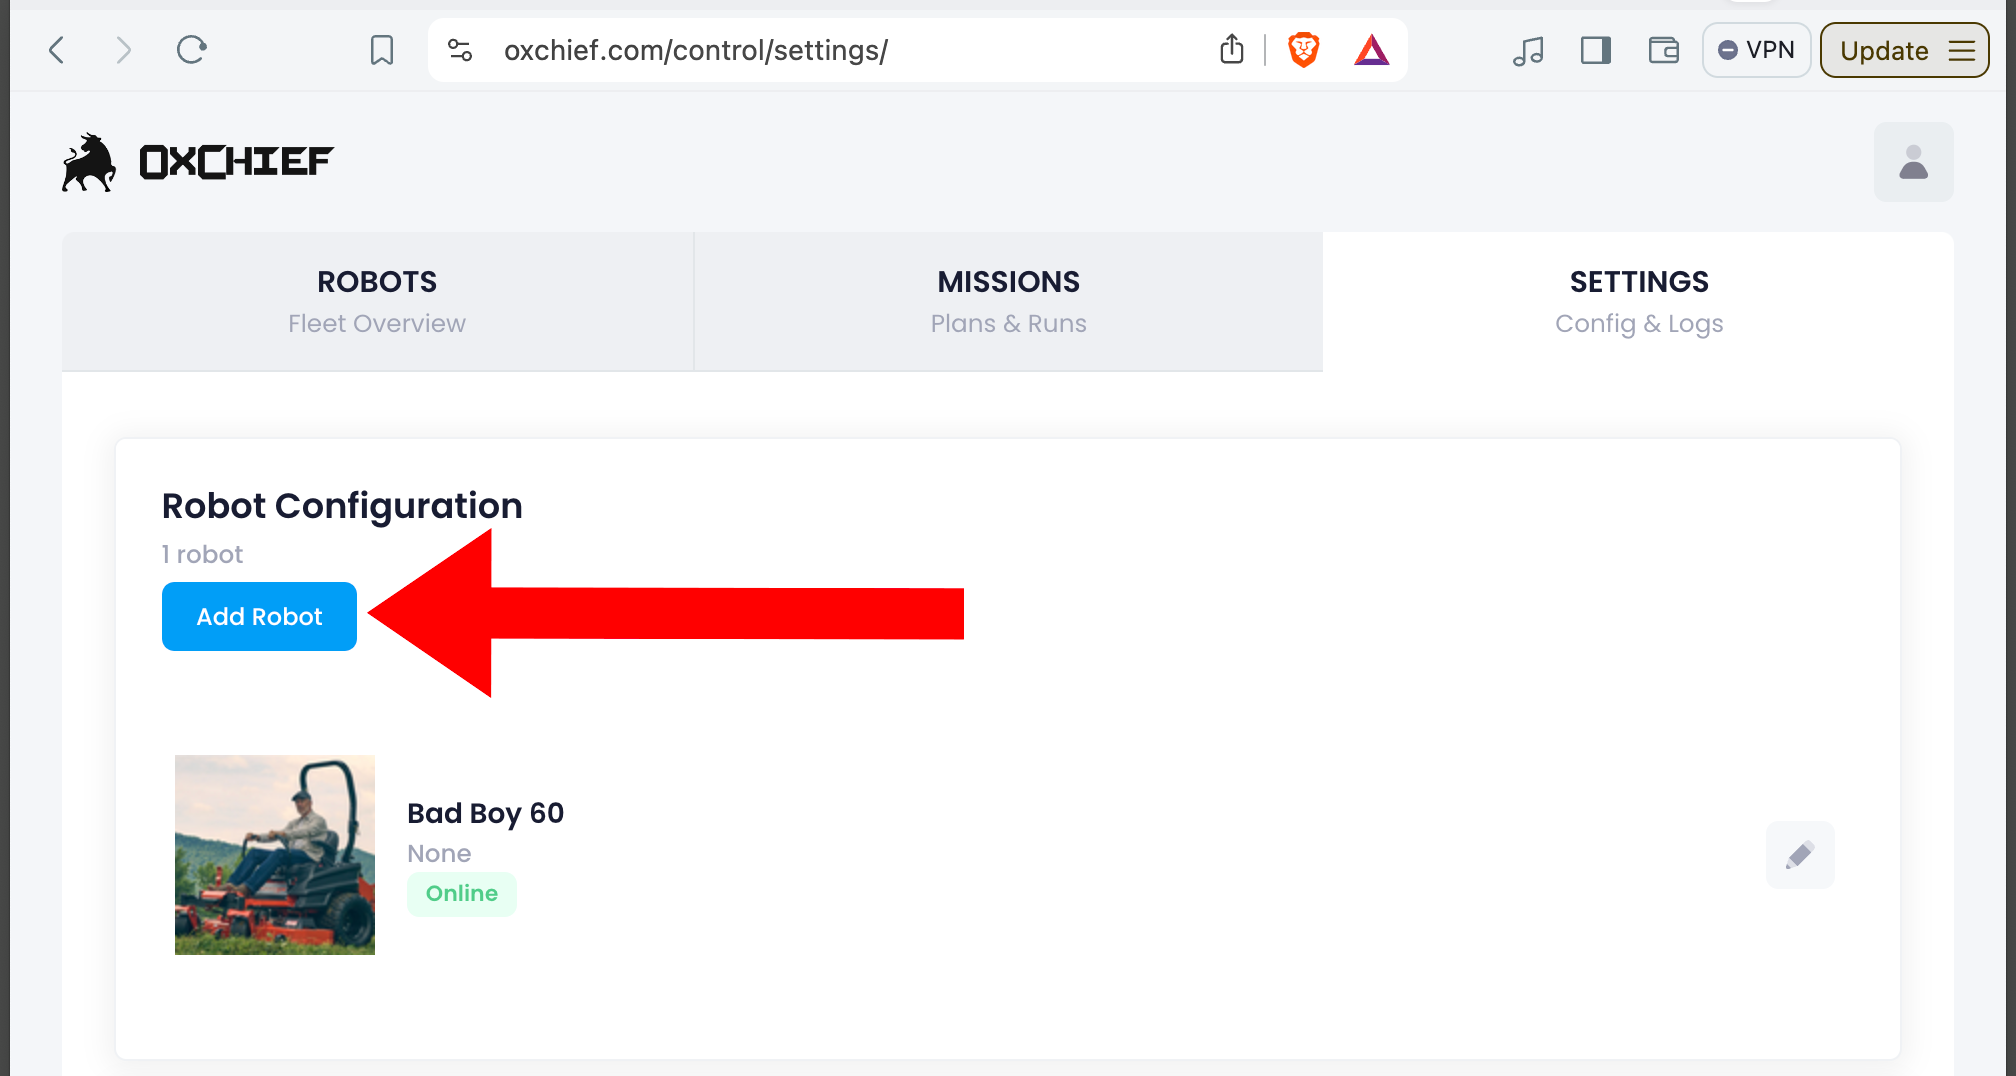 oxchief.com/control/settings/
VPN
Update
OXCHIEF
ROBOTS
Fleet Overview
MISSIONS
Plans & Runs
SETTINGS
Config & Logs
Robot Configuration
1 robot
Add Robot
Bad Boy 60
None
Online